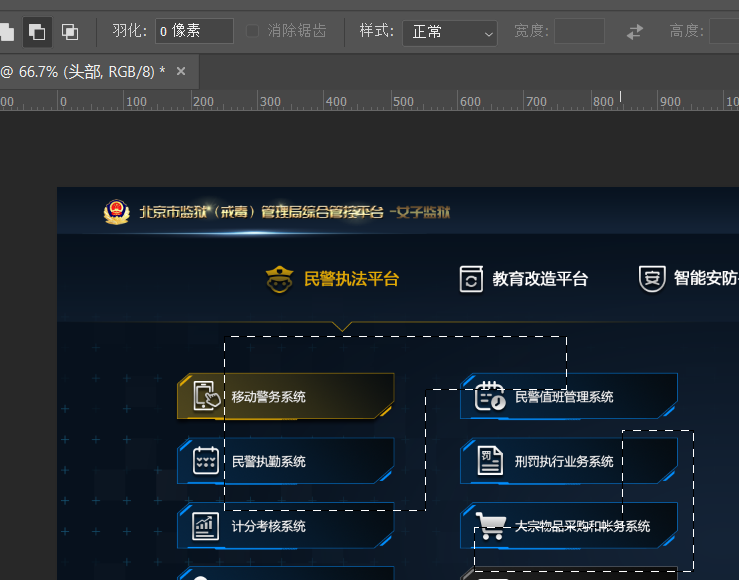 羽化: 0 像素 消除锯齿 样式: 正常 宽度: 高度:
@ 66.7% (头部, RGB/8) * ×
00 0 100 200 300 400 500 600 700 800 900 10
北京市监狱（戒毒）管理局综合管控平台 -女子监狱
民警执法平台 教育改造平台 智能安防
移动警务系统 民警值班管理系统
民警执勤系统 刑罚执行业务系统
计分考核系统 大宗物品采购和帐务系统